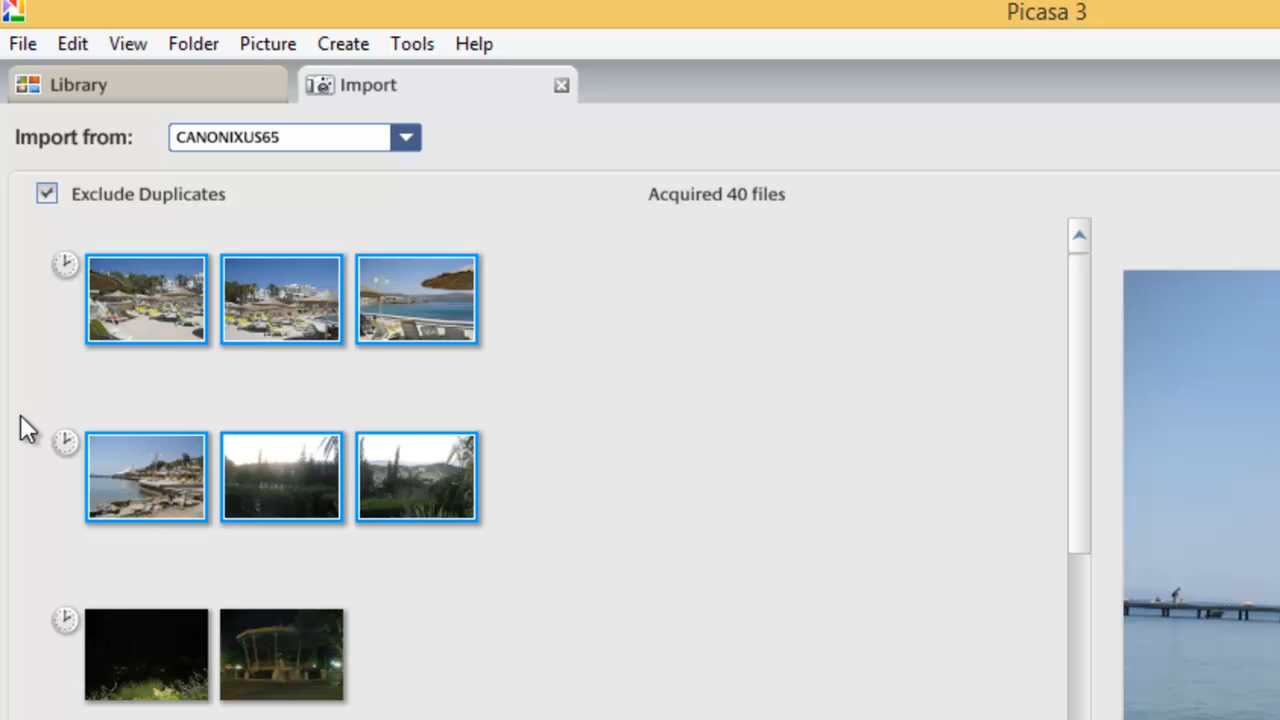 Picasa 3
File Edit View Folder Picture Create Tools Help
Library Import
Import from: CANONIXUS65
Exclude Duplicates Acquired 40 files